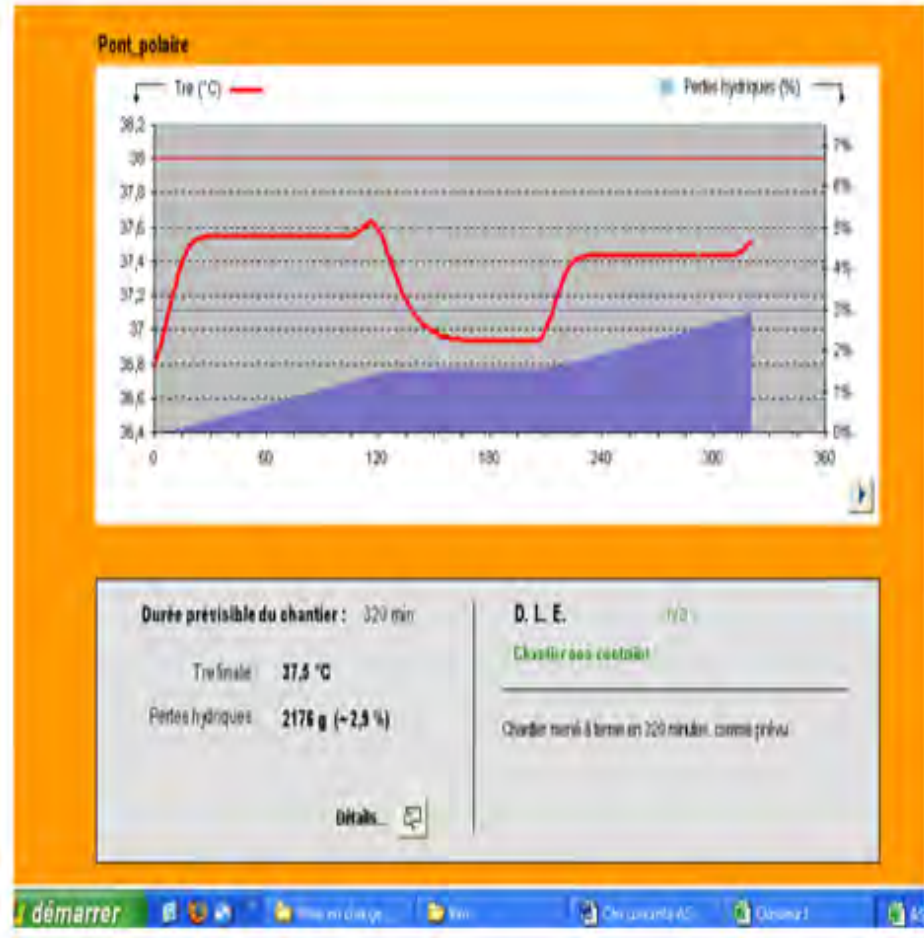 Pont_polaire
Tre (°C)
Pertes hydriques (%)
38,2
38
37,8
37,6
37,4
37,2
37
36,8
36,6
36,4
7%
6%
5%
4%
3%
2%
1%
0%
0
60
120
180
240
300
360
Durée prévisible du chantier : 320 min
Tre finale 37,5 °C
Pertes hydriques 2176 g (~2,9 %)
Détails...
D. L. E.
Chantier non contraint
Chantier mené à terme en 320 minutes, comme prévu
démarrer